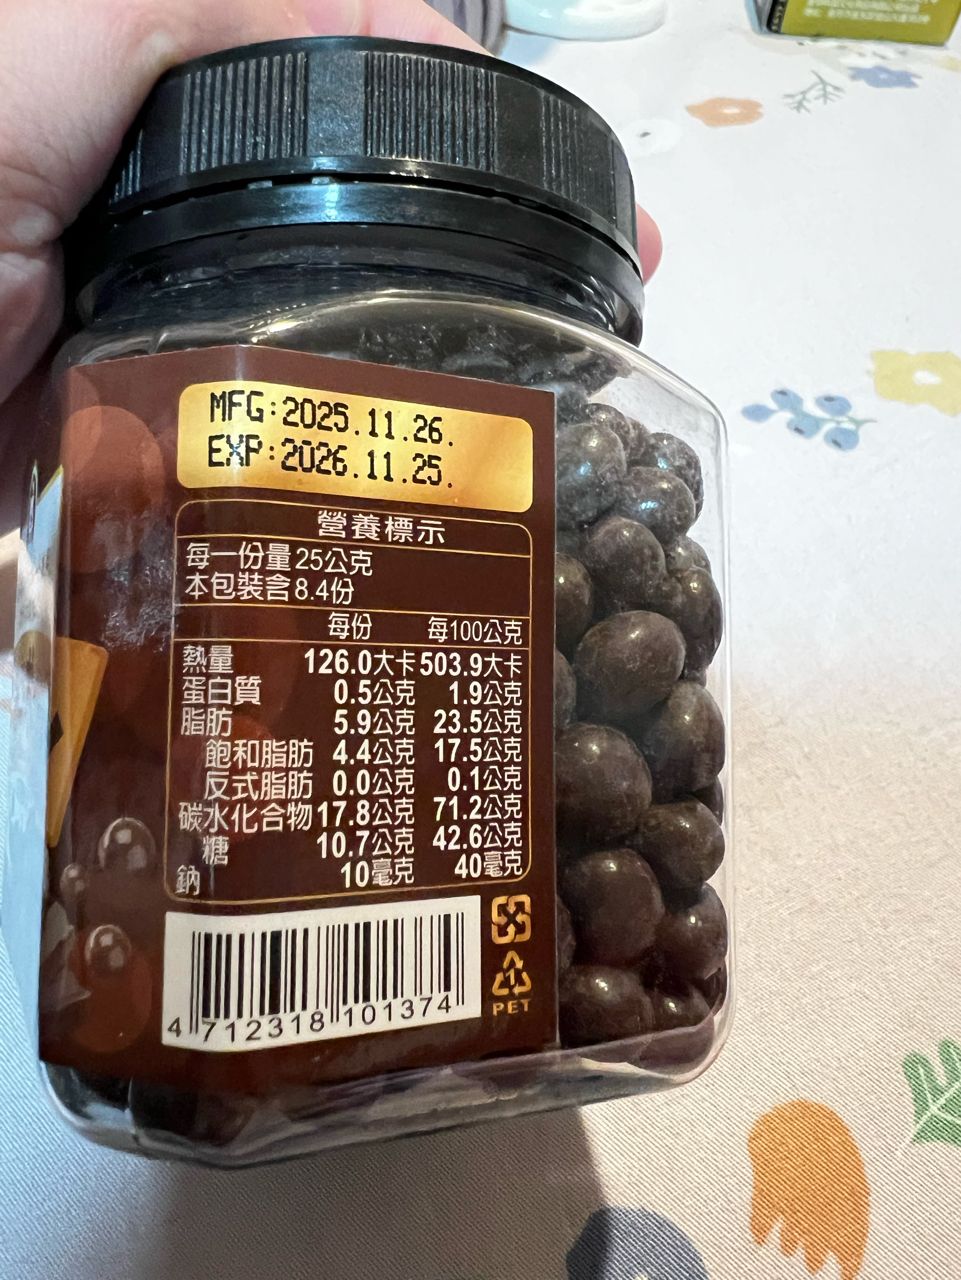 MFG:2025.11.26.
EXP:2026.11.25.
營養標示
每一份量25公克
本包裝含8.4份
每份 每100公克
熱量 126.0大卡 503.9大卡
蛋白質 0.5公克 1.9公克
脂肪 5.9公克 23.5公克
飽和脂肪 4.4公克 17.5公克
反式脂肪 0.0公克 0.1公克
碳水化合物 17.8公克 71.2公克
糖 10.7公克 42.6公克
鈉 10毫克 40毫克
4 712318 101374
1
PET